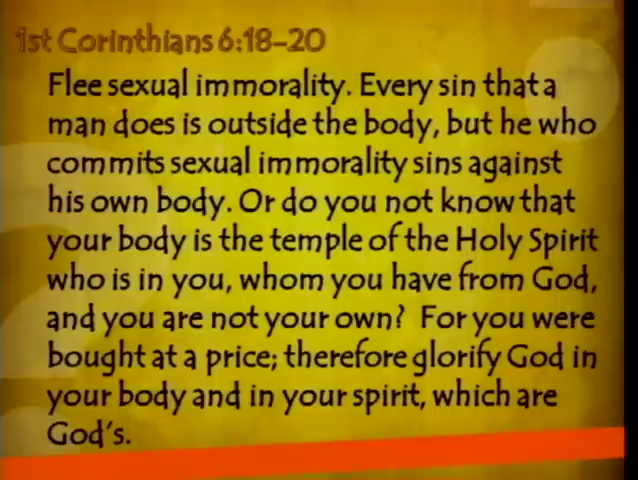 1st Corinthians 6:18-20
Flee sexual immorality. Every sin that a
man does is outside the body, but he who
commits sexual immorality sins against
his own body. Or do you not know that
your body is the temple of the Holy Spirit
who is in you, whom you have from God,
and you are not your own? For you were
bought at a price; therefore glorify God in
your body and in your spirit, which are
God's.